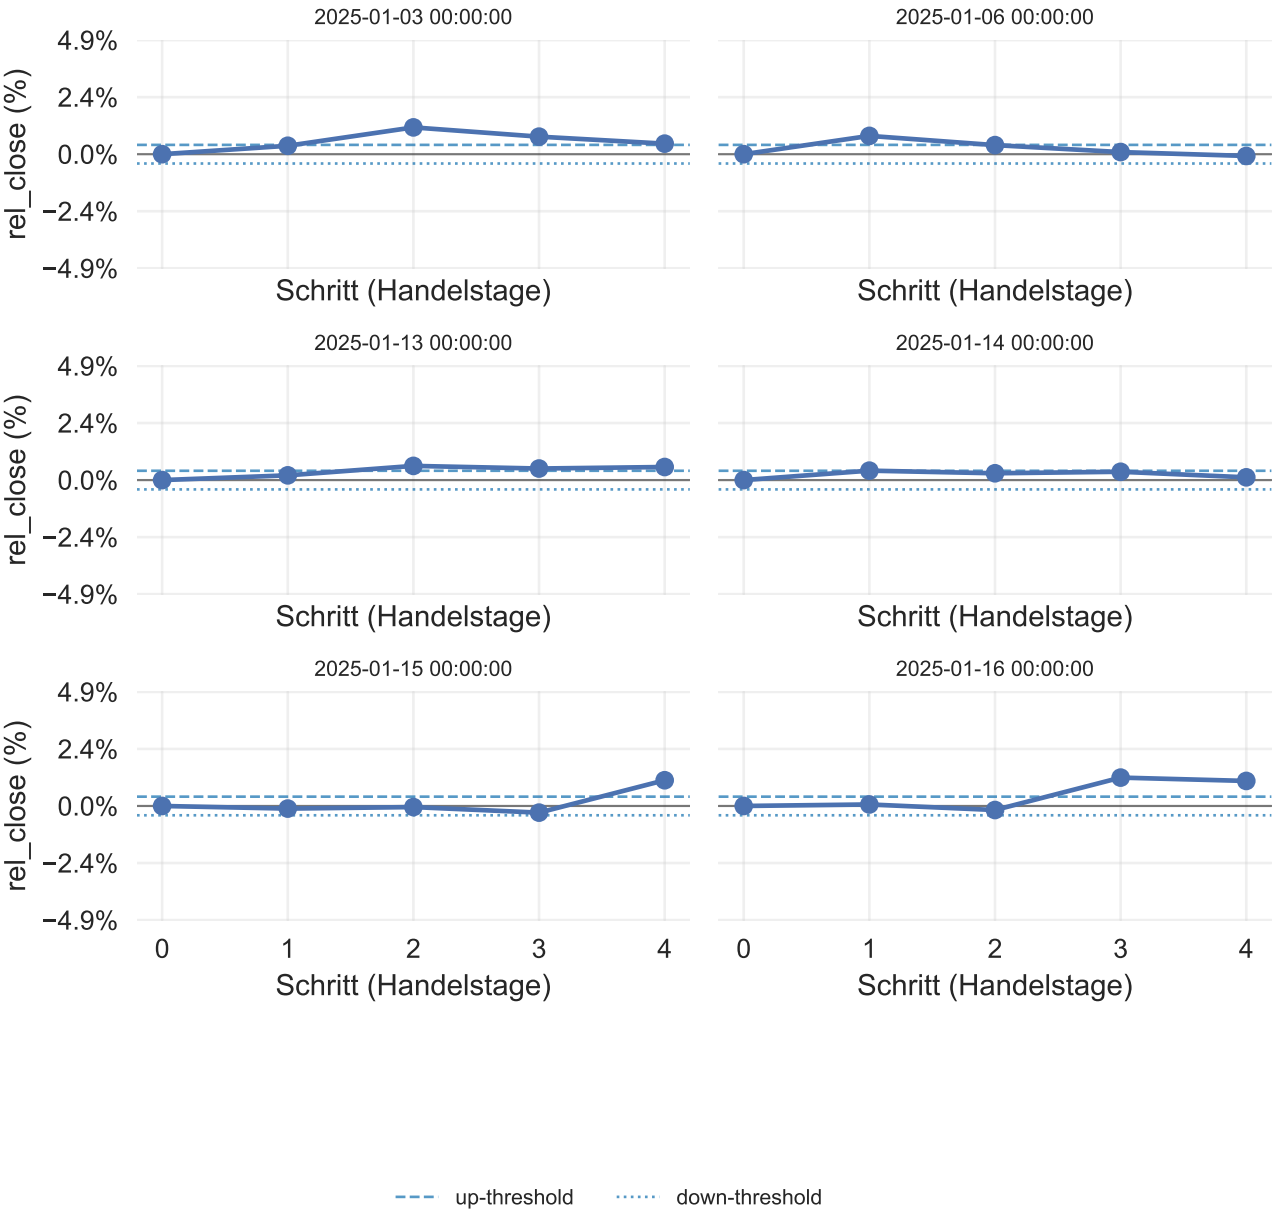 2025-01-03 00:00:00
2025-01-06 00:00:00
4.9%
2.4%
0.0%
−2.4%
−4.9%
rel_close (%)
Schritt (Handelstage)
Schritt (Handelstage)
2025-01-13 00:00:00
2025-01-14 00:00:00
4.9%
2.4%
0.0%
−2.4%
−4.9%
rel_close (%)
Schritt (Handelstage)
Schritt (Handelstage)
2025-01-15 00:00:00
2025-01-16 00:00:00
4.9%
2.4%
0.0%
−2.4%
−4.9%
rel_close (%)
0 1 2 3 4
0 1 2 3 4
Schritt (Handelstage)
Schritt (Handelstage)
up-threshold
down-threshold